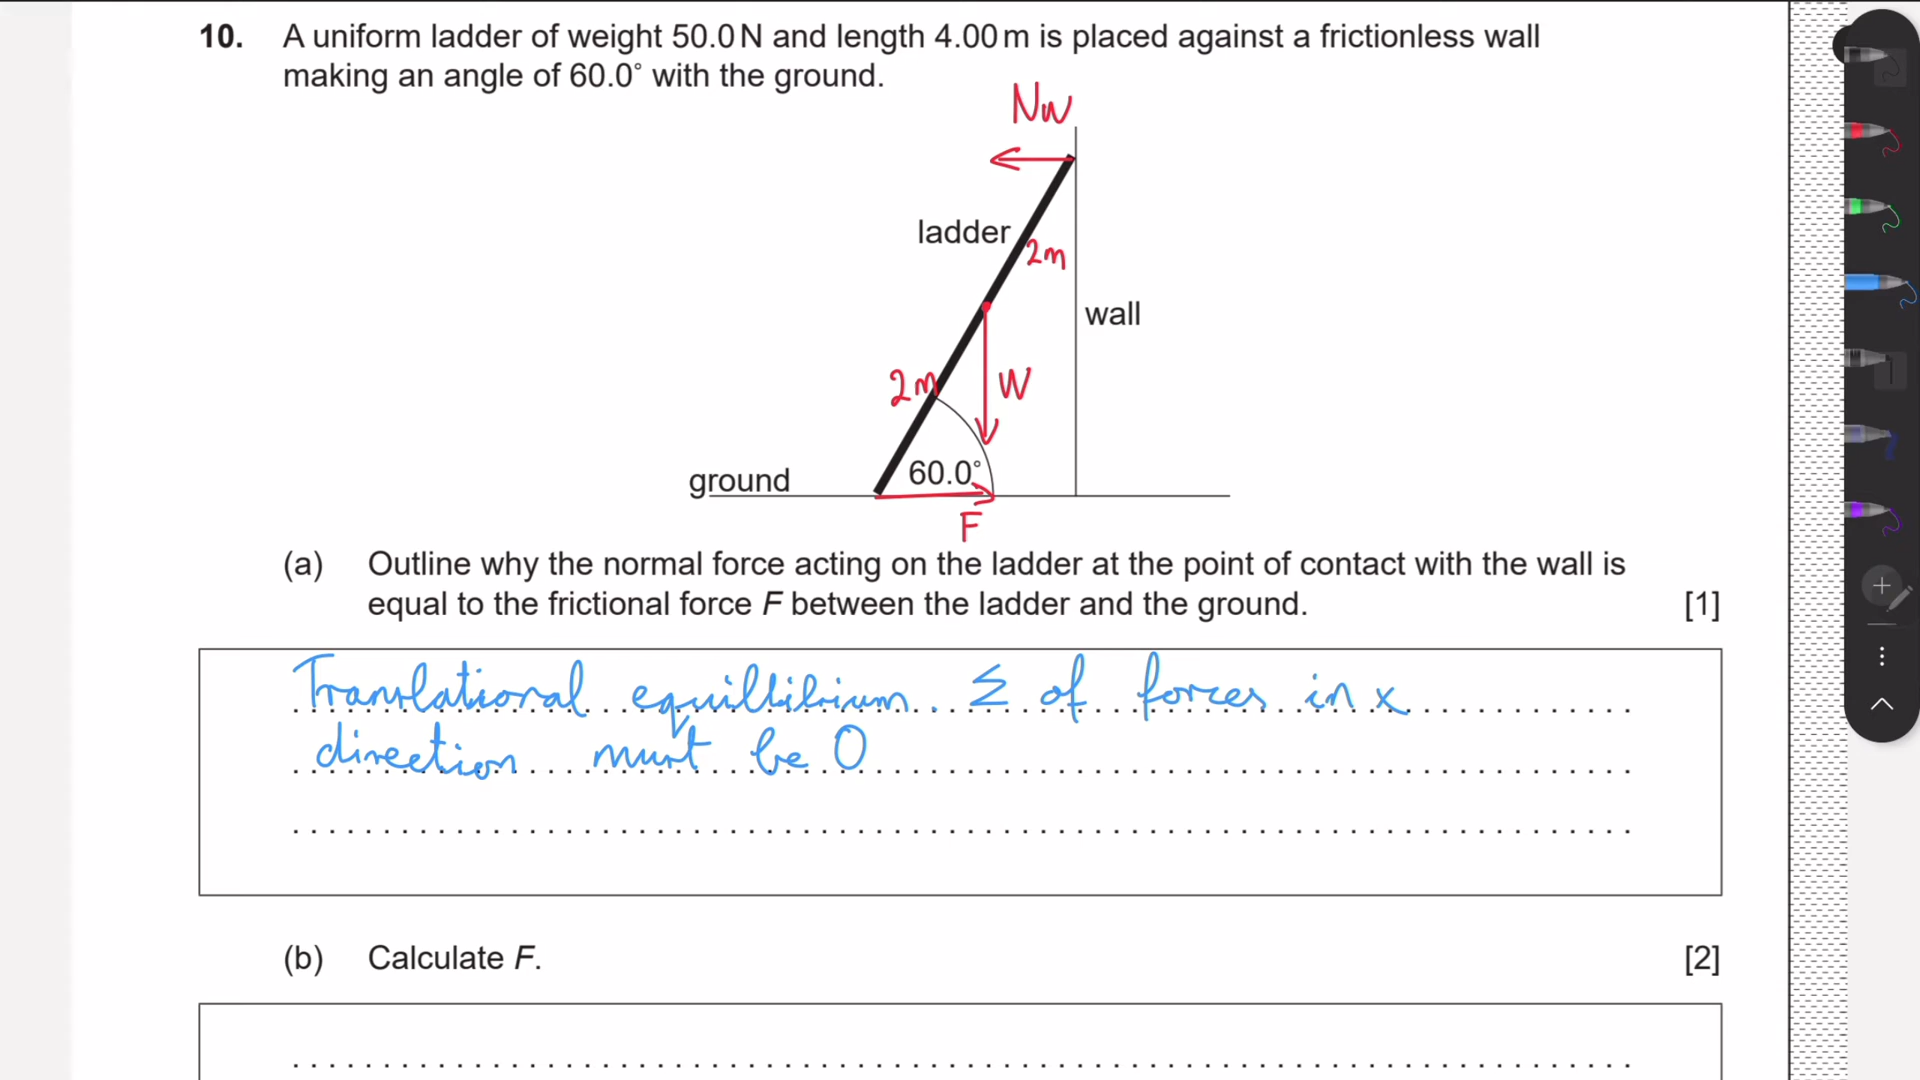 10. A uniform ladder of weight 50.0 N and length 4.00 m is placed against a frictionless wall
making an angle of 60.0° with the ground.
Nw
ladder
2m
wall
2m
W
60.0°
ground
F
(a) Outline why the normal force acting on the ladder at the point of contact with the wall is
equal to the frictional force F between the ladder and the ground. [1]
Translational equillibrium. Σ of forces in x
direction must be 0
(b) Calculate F. [2]